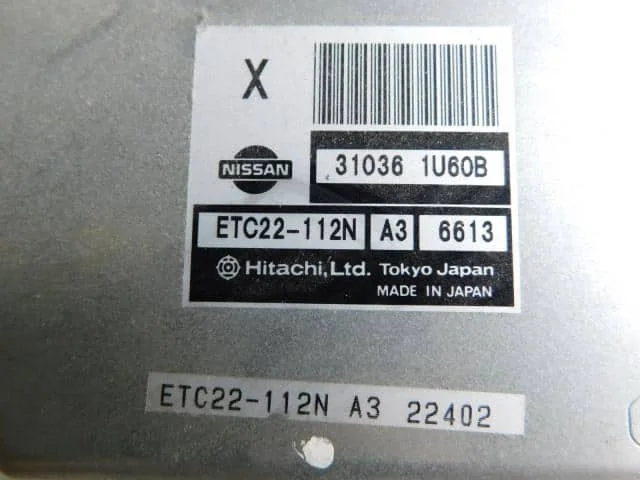 X
NISSAN
31036 1U60B
ETC22-112N A3 6613
Hitachi,Ltd. Tokyo Japan
MADE IN JAPAN
ETC22-112N A3 22402